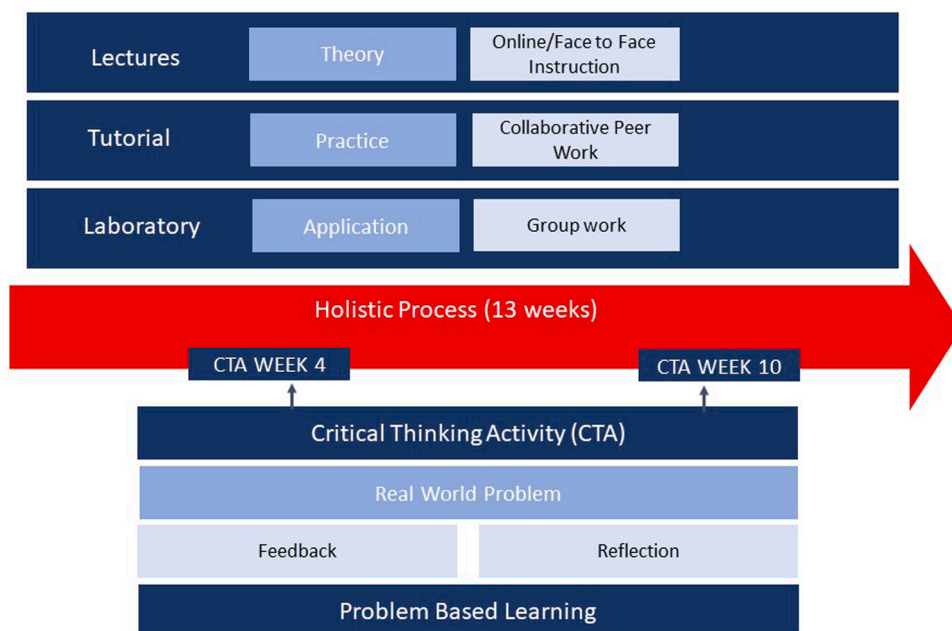 Lectures
Theory
Online/Face to Face
Instruction
Tutorial
Practice
Collaborative Peer
Work
Laboratory
Application
Group work
Holistic Process (13 weeks)
CTA WEEK 4
CTA WEEK 10
Critical Thinking Activity (CTA)
Real World Problem
Feedback
Reflection
Problem Based Learning